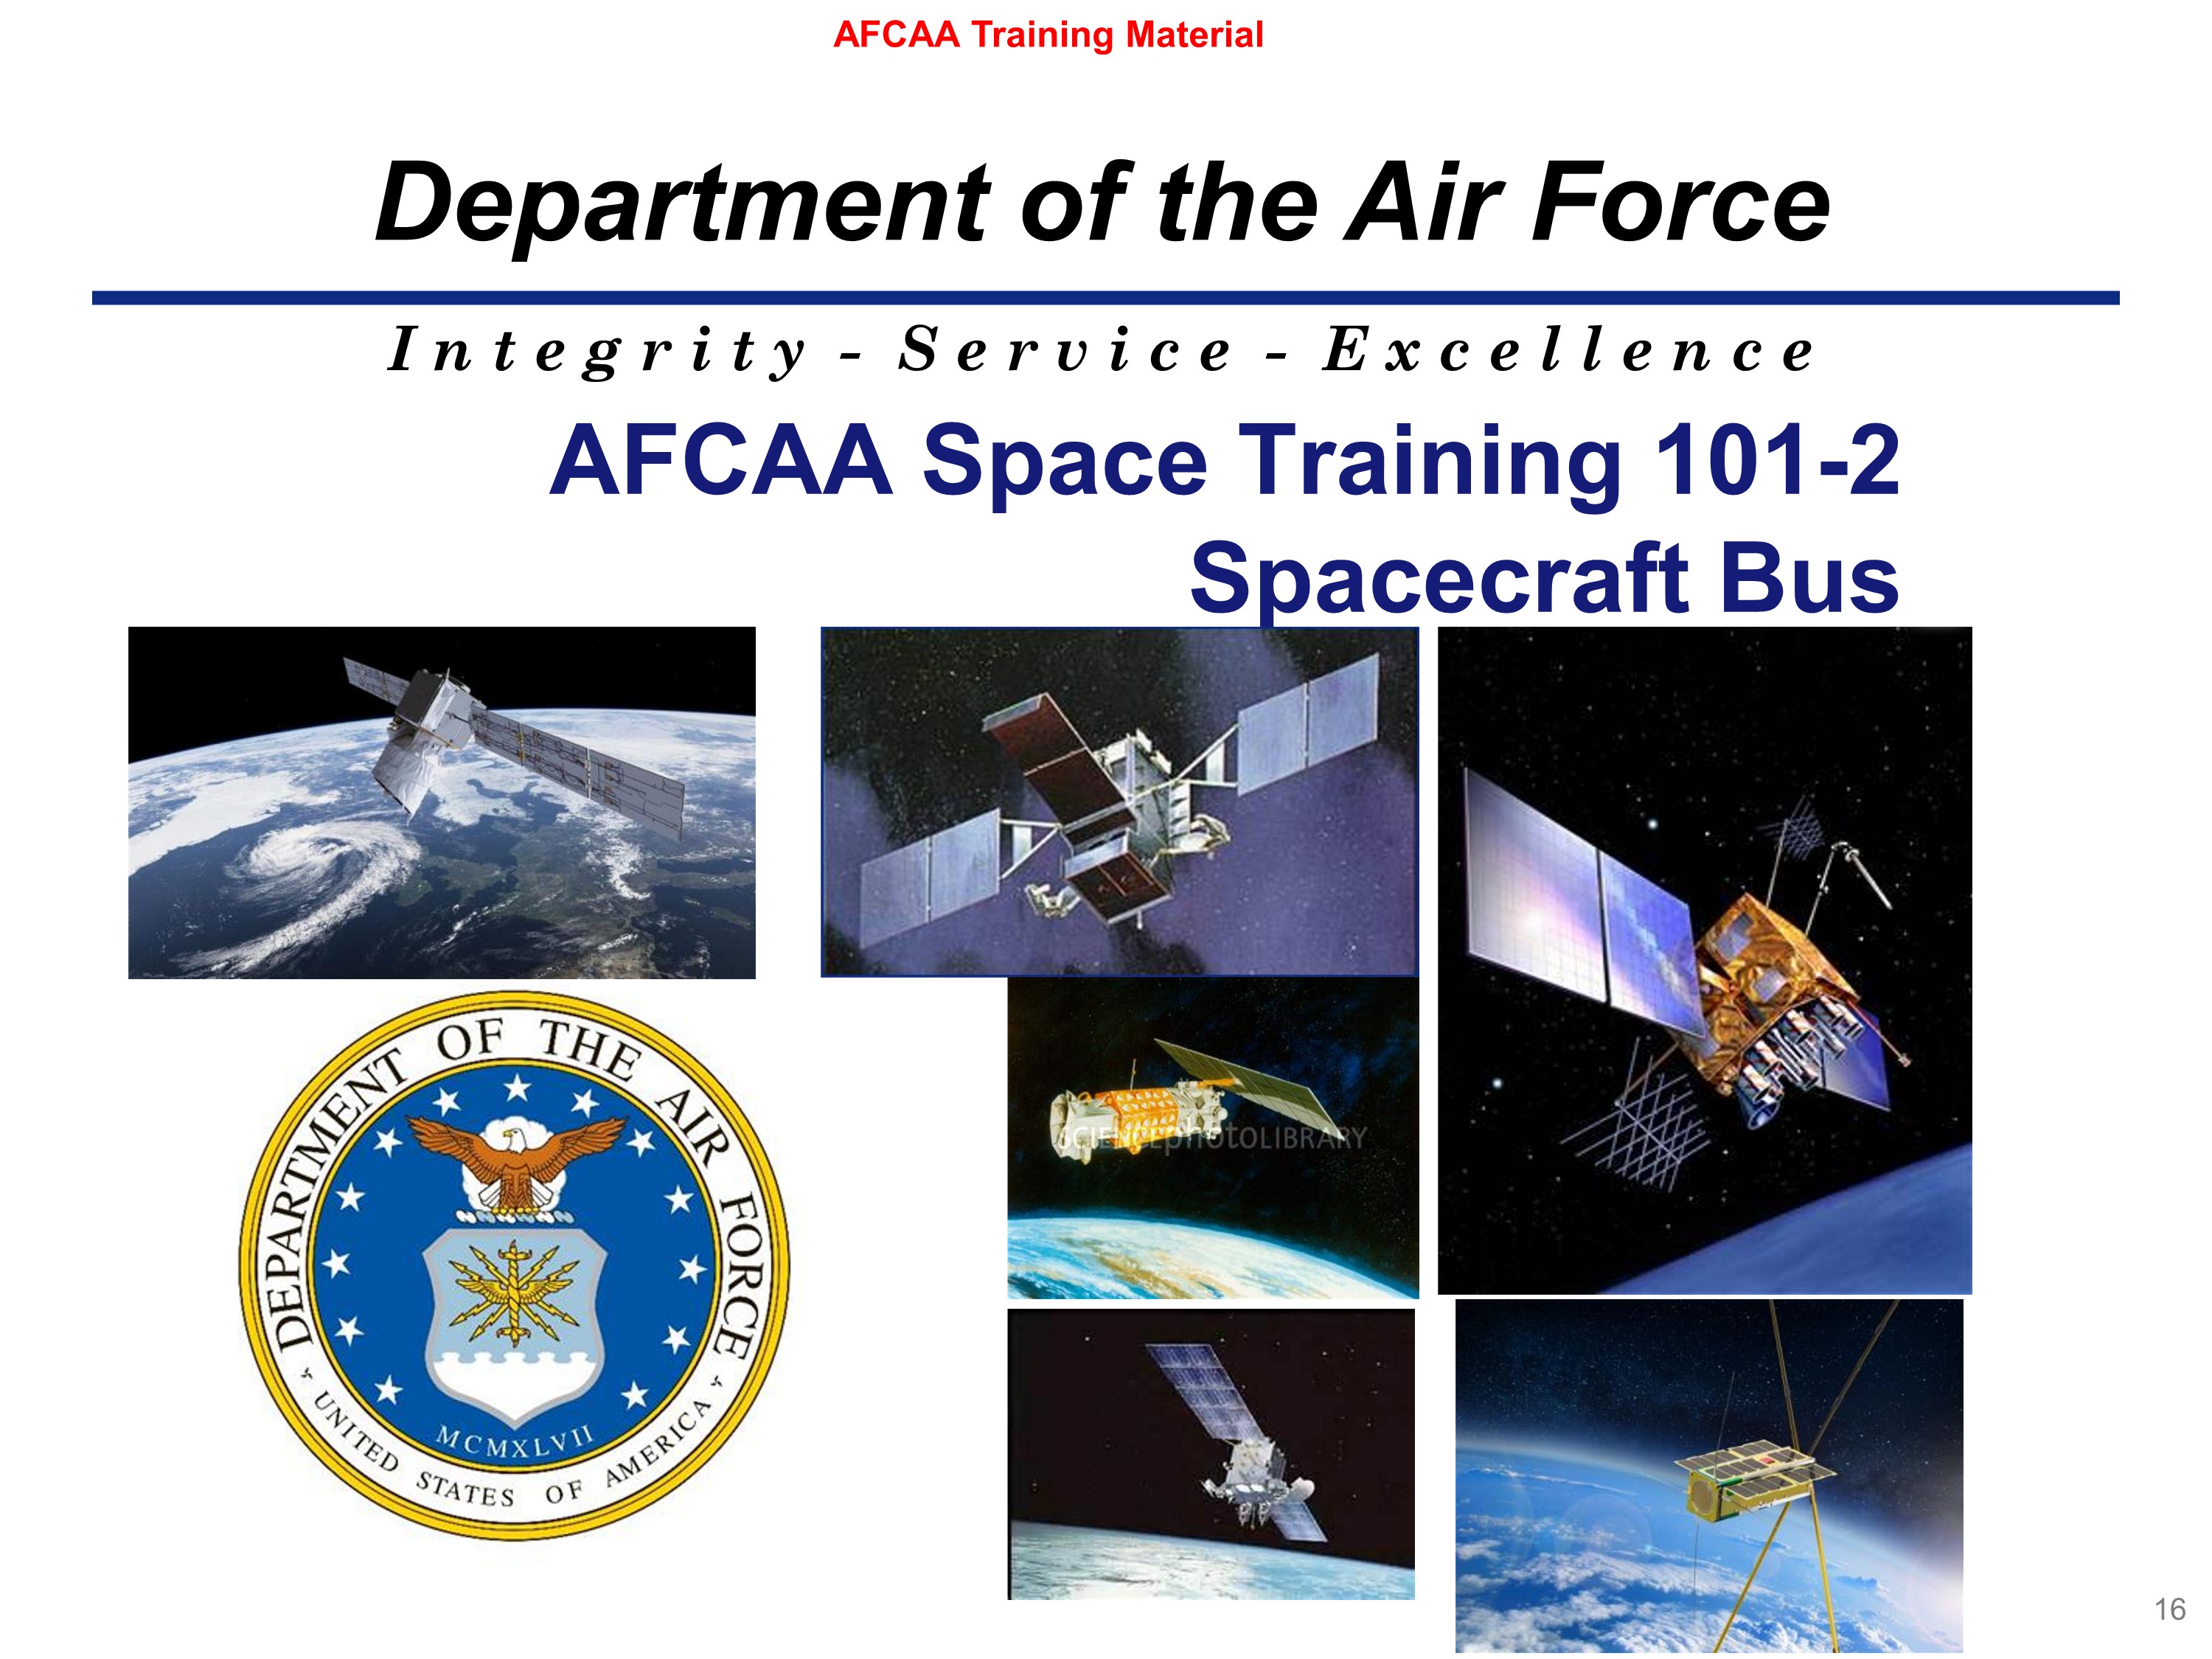 AFCAA Training Material
Department of the Air Force
Integrity - Service - Excellence
AFCAA Space Training 101-2
Spacecraft Bus
DEPARTMENT OF THE AIR FORCE
MCMXLVII
UNITED STATES OF AMERICA
SCIENCEphotoLIBRARY
16